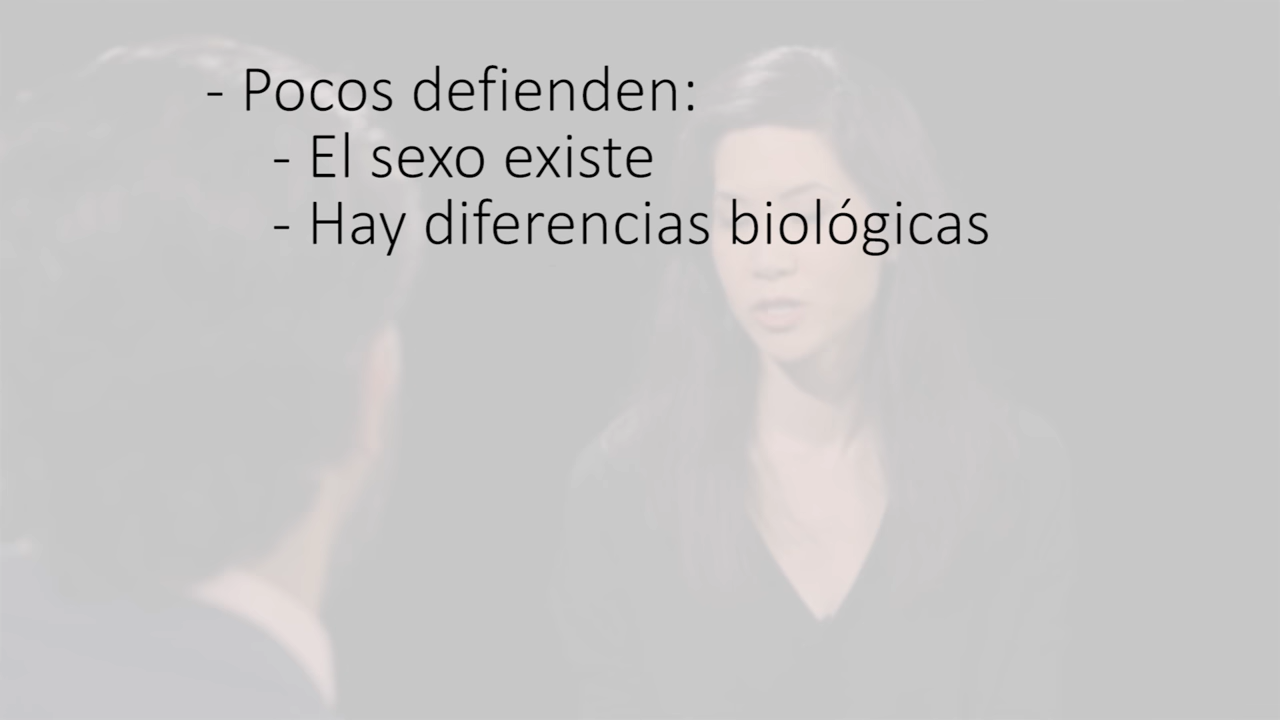 - Pocos defienden:
- El sexo existe
- Hay diferencias biológicas